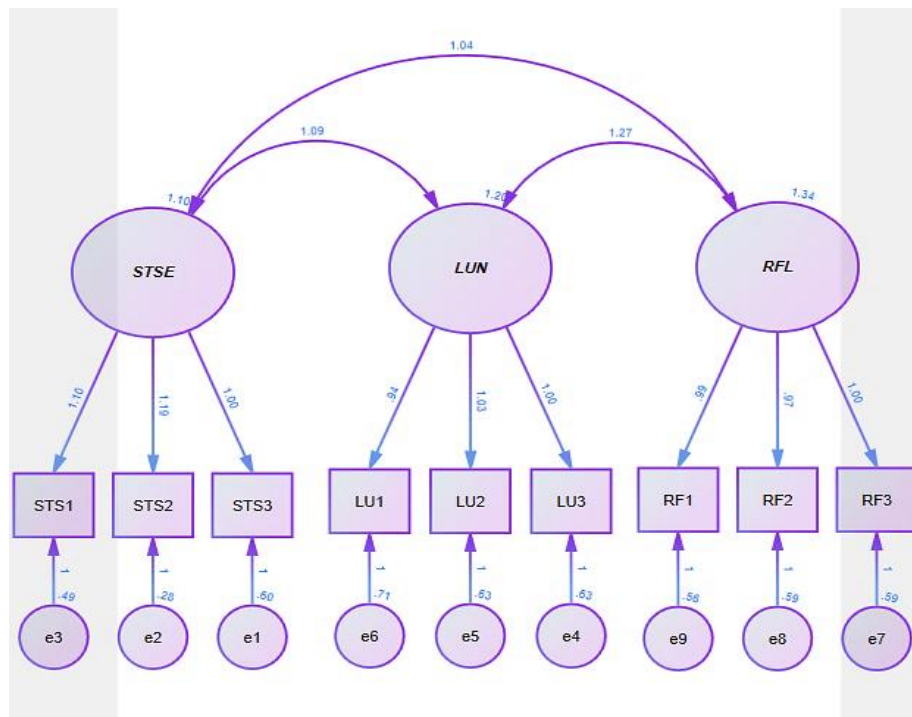 1.04
1.09
1.27
1.10
1.20
1.34
STSE
LUN
RFL
1.10
1.19
1.00
.94
1.03
1.00
.99
.97
1.00
STS1
STS2
STS3
LU1
LU2
LU3
RF1
RF2
RF3
1
1
1
1
1
1
1
1
1
.49
.28
.60
.71
.63
.63
.56
.59
.59
e3
e2
e1
e6
e5
e4
e9
e8
e7